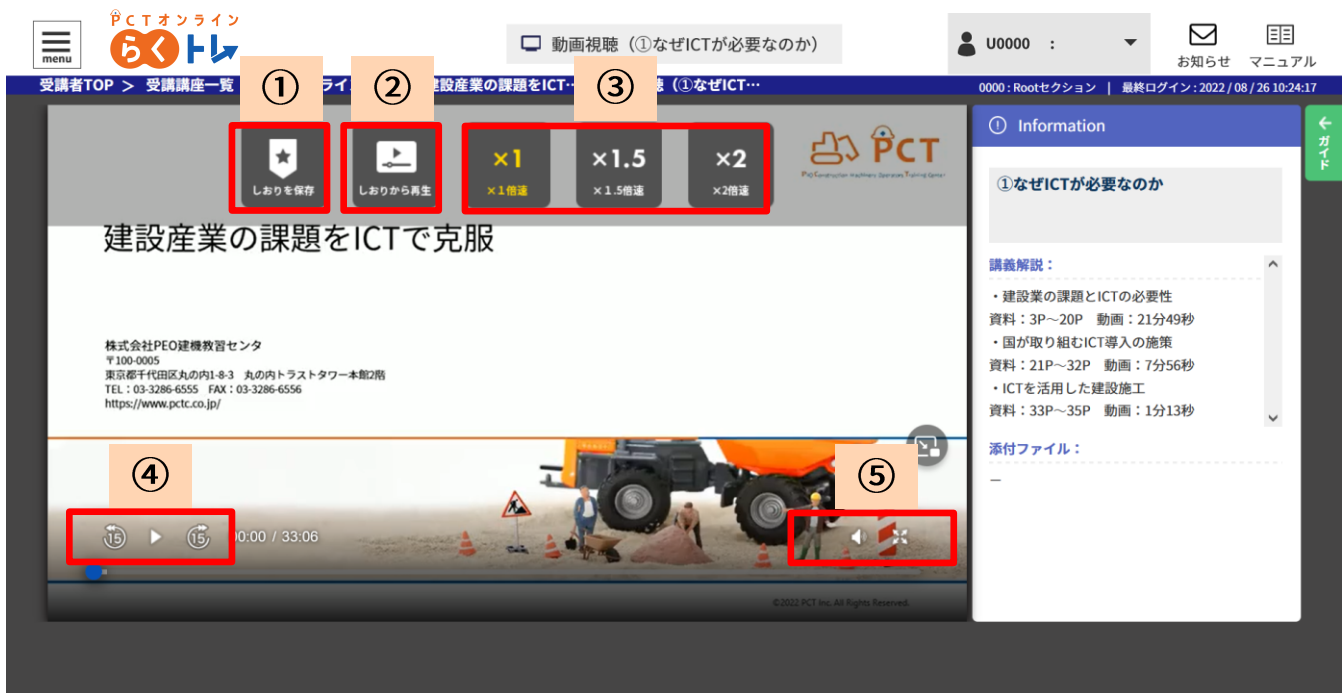 menu
PCTオンライン
らくトレ
動画視聴（①なぜICTが必要なのか）
U0000 ：
お知らせ
マニュアル
受講者TOP ＞ 受講講座一覧
ライ
建設産業の課題をICT…
（①なぜICT…
0000 : Rootセクション | 最終ログイン : 2022 / 08 / 26 10:24:17
①
②
③
しおりを保存
しおりから再生
×1
×1倍速
×1.5
×1.5倍速
×2
×2倍速
PCT
建設産業の課題をICTで克服
株式会社PEO建機教習センタ
〒100-0005
東京都千代田区丸の内1-8-3 丸の内トラストタワー本館2階
TEL：03-3286-6555 FAX：03-3286-6556
https://www.pctc.co.jp/
④
⑤
15
15
00:00 / 33:06
©2022 PCT Inc. All Rights Reserved.
Information
①なぜICTが必要なのか
講義解説：
・建設業の課題とICTの必要性
資料：3P～20P 動画：21分49秒
・国が取り組むICT導入の施策
資料：21P～32P 動画：7分56秒
・ICTを活用した建設施工
資料：33P～35P 動画：1分13秒
添付ファイル：
―
ガイド